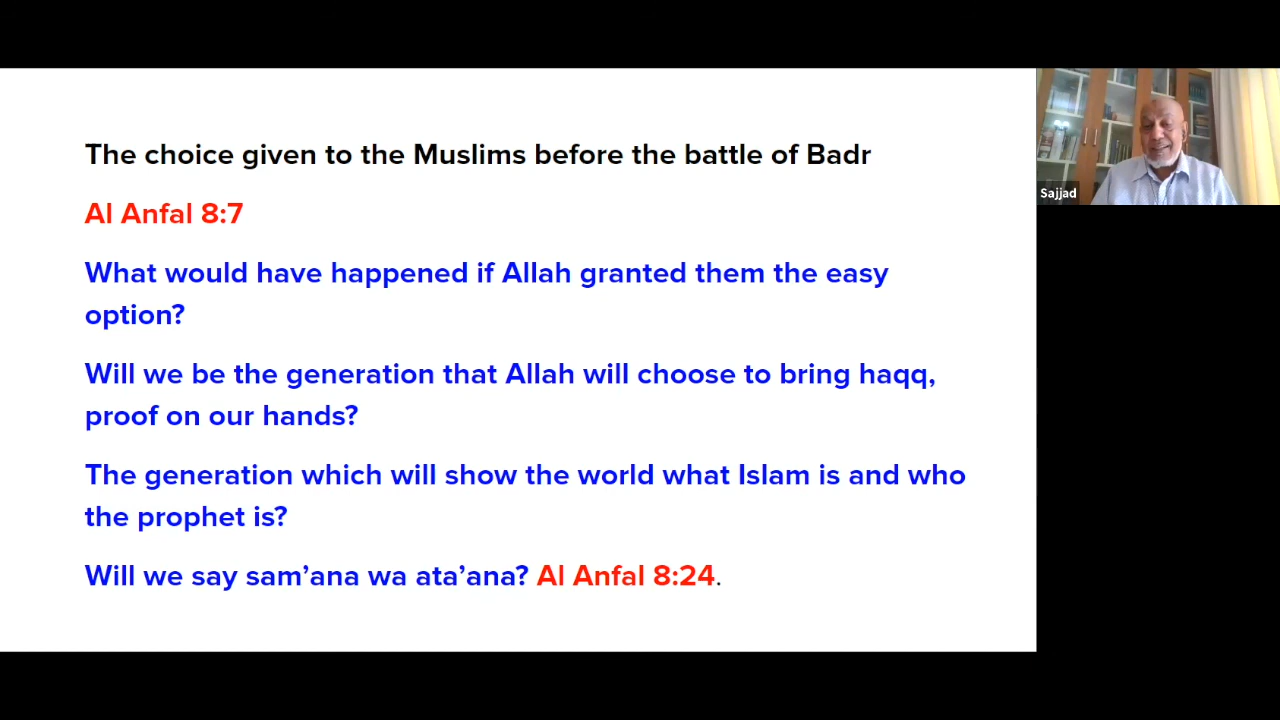 The choice given to the Muslims before the battle of Badr
Al Anfal 8:7
What would have happened if Allah granted them the easy
option?
Will we be the generation that Allah will choose to bring haqq,
proof on our hands?
The generation which will show the world what Islam is and who
the prophet is?
Will we say sam’ana wa ata’ana? Al Anfal 8:24.
Sajjad